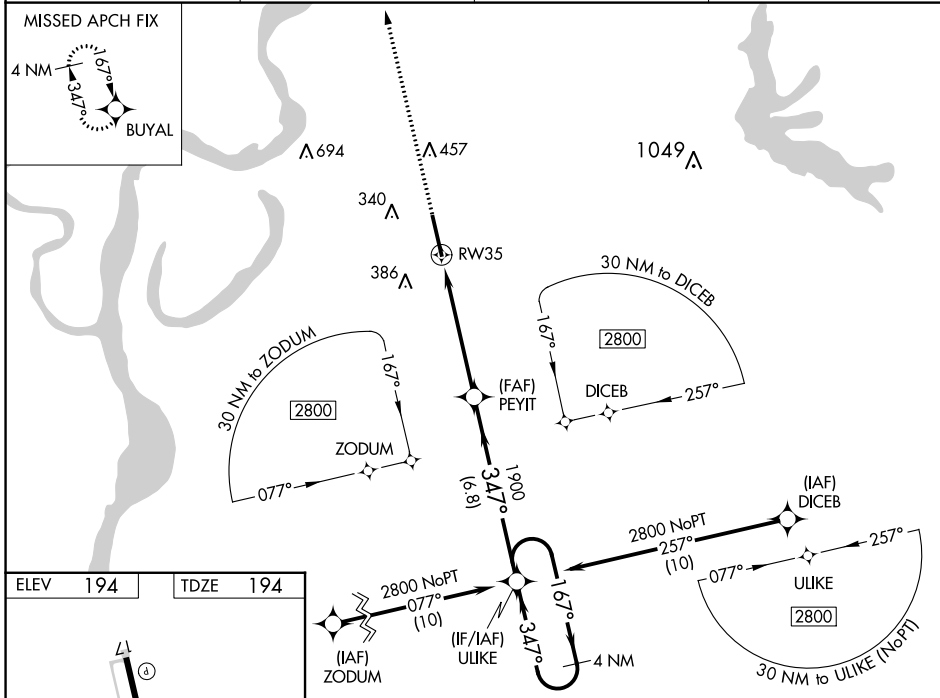 MISSED APCH FIX
4 NM
167°
347°
BUYAL
694
457
1049
340
RW35
386
30 NM to DICEB
167°
2800
DICEB
257°
30 NM to ZODUM
167°
2800
ZODUM
077°
(FAF)
PEYIT
347°
1900
(6.8)
(IAF)
DICEB
2800 NoPT
257°
(10)
257°
077°
ULIKE
2800
30 NM to ULIKE (NoPT)
2800 NoPT
077°
(10)
(IAF)
ZODUM
(IF/IAF)
ULIKE
167°
347°
4 NM
ELEV 194
TDZE 194
17
P